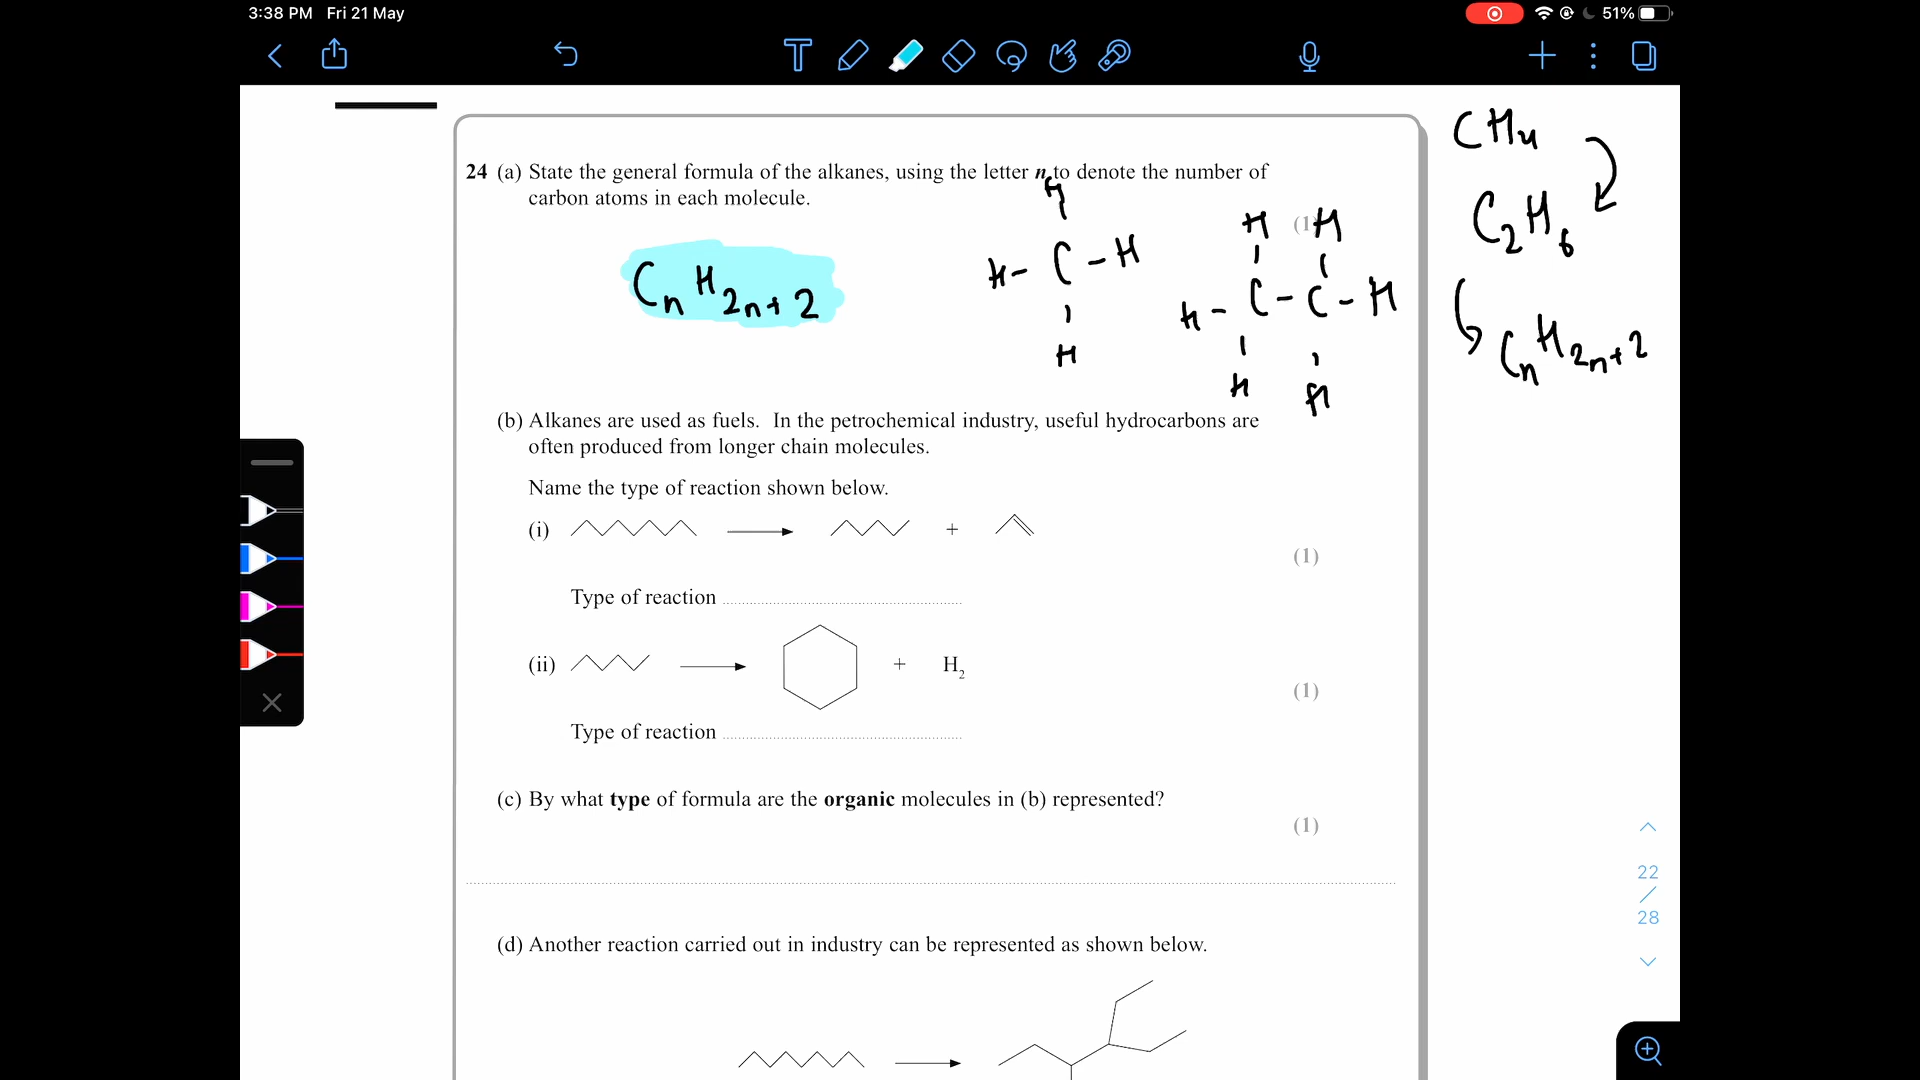 3:38 PM Fri 21 May
51%
24 (a) State the general formula of the alkanes, using the letter n, to denote the number of
carbon atoms in each molecule.
(1)
CnH2n+2
H
H - C - H
H
H H
H - C - C - H
H H
CH4
C2H6
CnH2n+2
(b) Alkanes are used as fuels. In the petrochemical industry, useful hydrocarbons are
often produced from longer chain molecules.
Name the type of reaction shown below.
(i) +
(1)
Type of reaction
(ii) + H2
(1)
Type of reaction
(c) By what type of formula are the organic molecules in (b) represented?
(1)
22
28
(d) Another reaction carried out in industry can be represented as shown below.